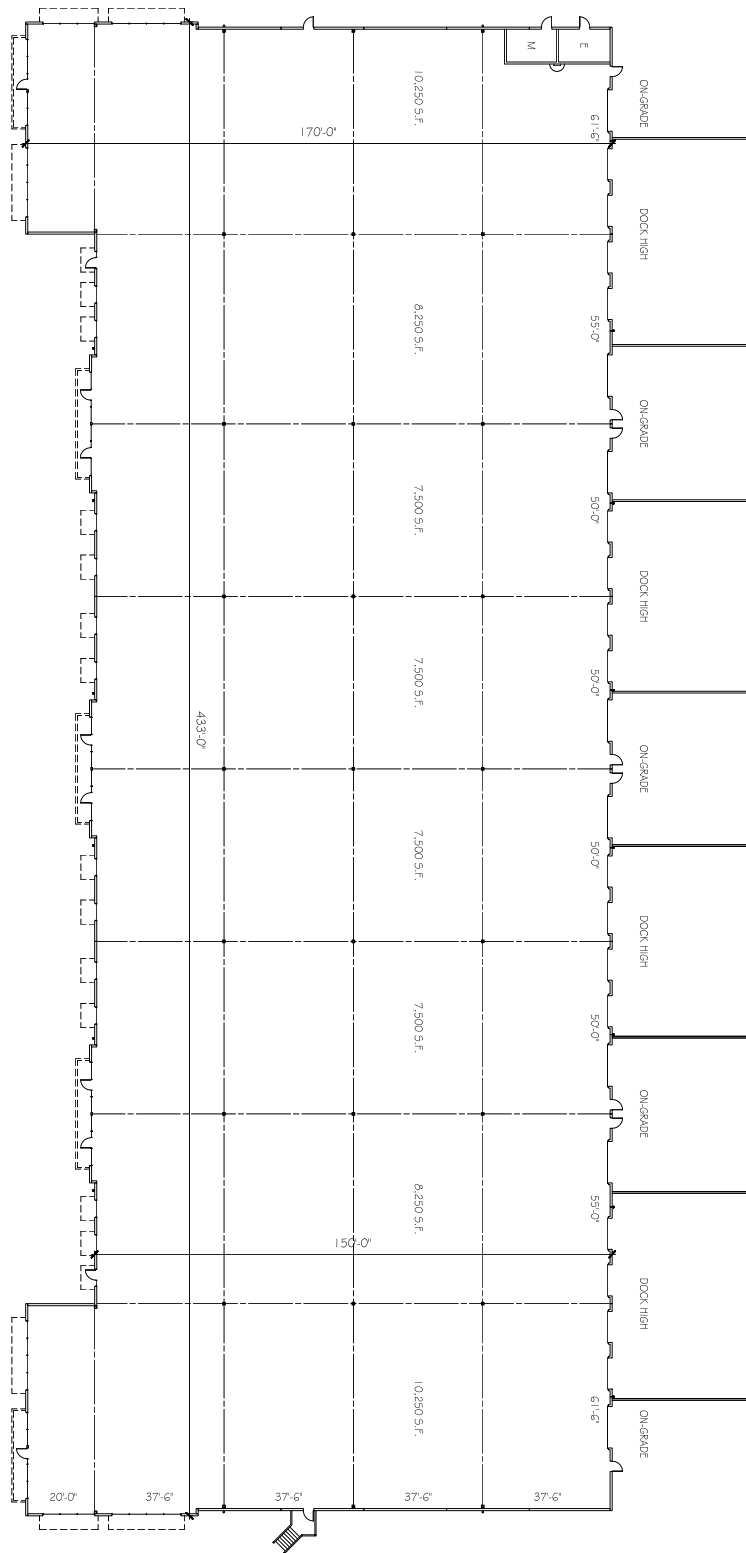 E
M
10,250 S.F.
ON-GRADE
61'-6"
170'-0"
DOCK HIGH
8,250 S.F.
55'-0"
ON-GRADE
7,500 S.F.
50'-0"
DOCK HIGH
7,500 S.F.
50'-0"
433'-0"
ON-GRADE
7,500 S.F.
50'-0"
DOCK HIGH
7,500 S.F.
50'-0"
ON-GRADE
8,250 S.F.
55'-0"
150'-0"
DOCK HIGH
10,250 S.F.
61'-6"
ON-GRADE
20'-0"
37'-6"
37'-6"
37'-6"
37'-6"